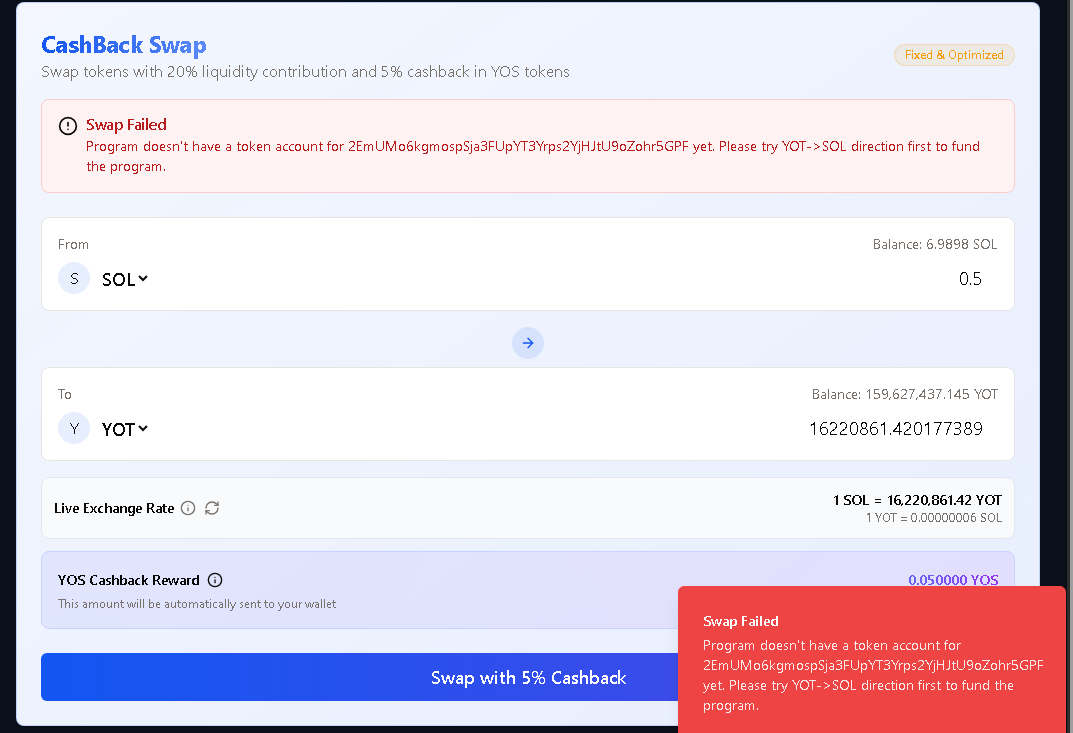 CashBack Swap
Swap tokens with 20% liquidity contribution and 5% cashback in YOS tokens
Fixed & Optimized
Swap Failed
Program doesn't have a token account for 2EmUMo6kgmospSja3FUpYT3Yrps2YjHJtU9oZohr5GPF yet. Please try YOT->SOL direction first to fund
the program.
From
Balance: 6.9898 SOL
S
SOL
0.5
To
Balance: 159,627,437.145 YOT
Y
YOT
16220861.420177389
Live Exchange Rate
1 SOL = 16,220,861.42 YOT
1 YOT = 0.00000006 SOL
YOS Cashback Reward
0.050000 YOS
This amount will be automatically sent to your wallet
Swap with 5% Cashback
Swap Failed
Program doesn't have a token account for
2EmUMo6kgmospSja3FUpYT3Yrps2YjHJtU9oZohr5GPF
yet. Please try YOT->SOL direction first to fund the
program.